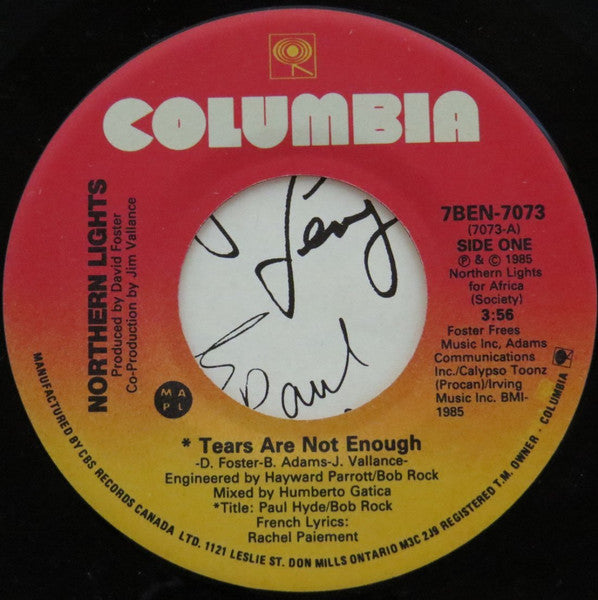 COLUMBIA
NORTHERN LIGHTS
Produced by David Foster
Co-Production by Jim Vallance
7BEN-7073
(7073-A)
SIDE ONE
℗ & © 1985
Northern Lights
for Africa
(Society)
3:56
Foster Frees
Music Inc, Adams
Communications
Inc./Calypso Toonz
(Procan)/Irving
Music Inc. BMI-
1985
M A
P L
* Tears Are Not Enough
-D. Foster-B. Adams-J. Vallance-
Engineered by Hayward Parrott/Bob Rock
Mixed by Humberto Gatica
*Title: Paul Hyde/Bob Rock
French Lyrics:
Rachel Paiement
MANUFACTURED BY CBS RECORDS CANADA LTD. 1121 LESLIE ST. DON MILLS ONTARIO M3C 2J9 REGISTERED T.M. OWNER - COLUMBIA
Paul